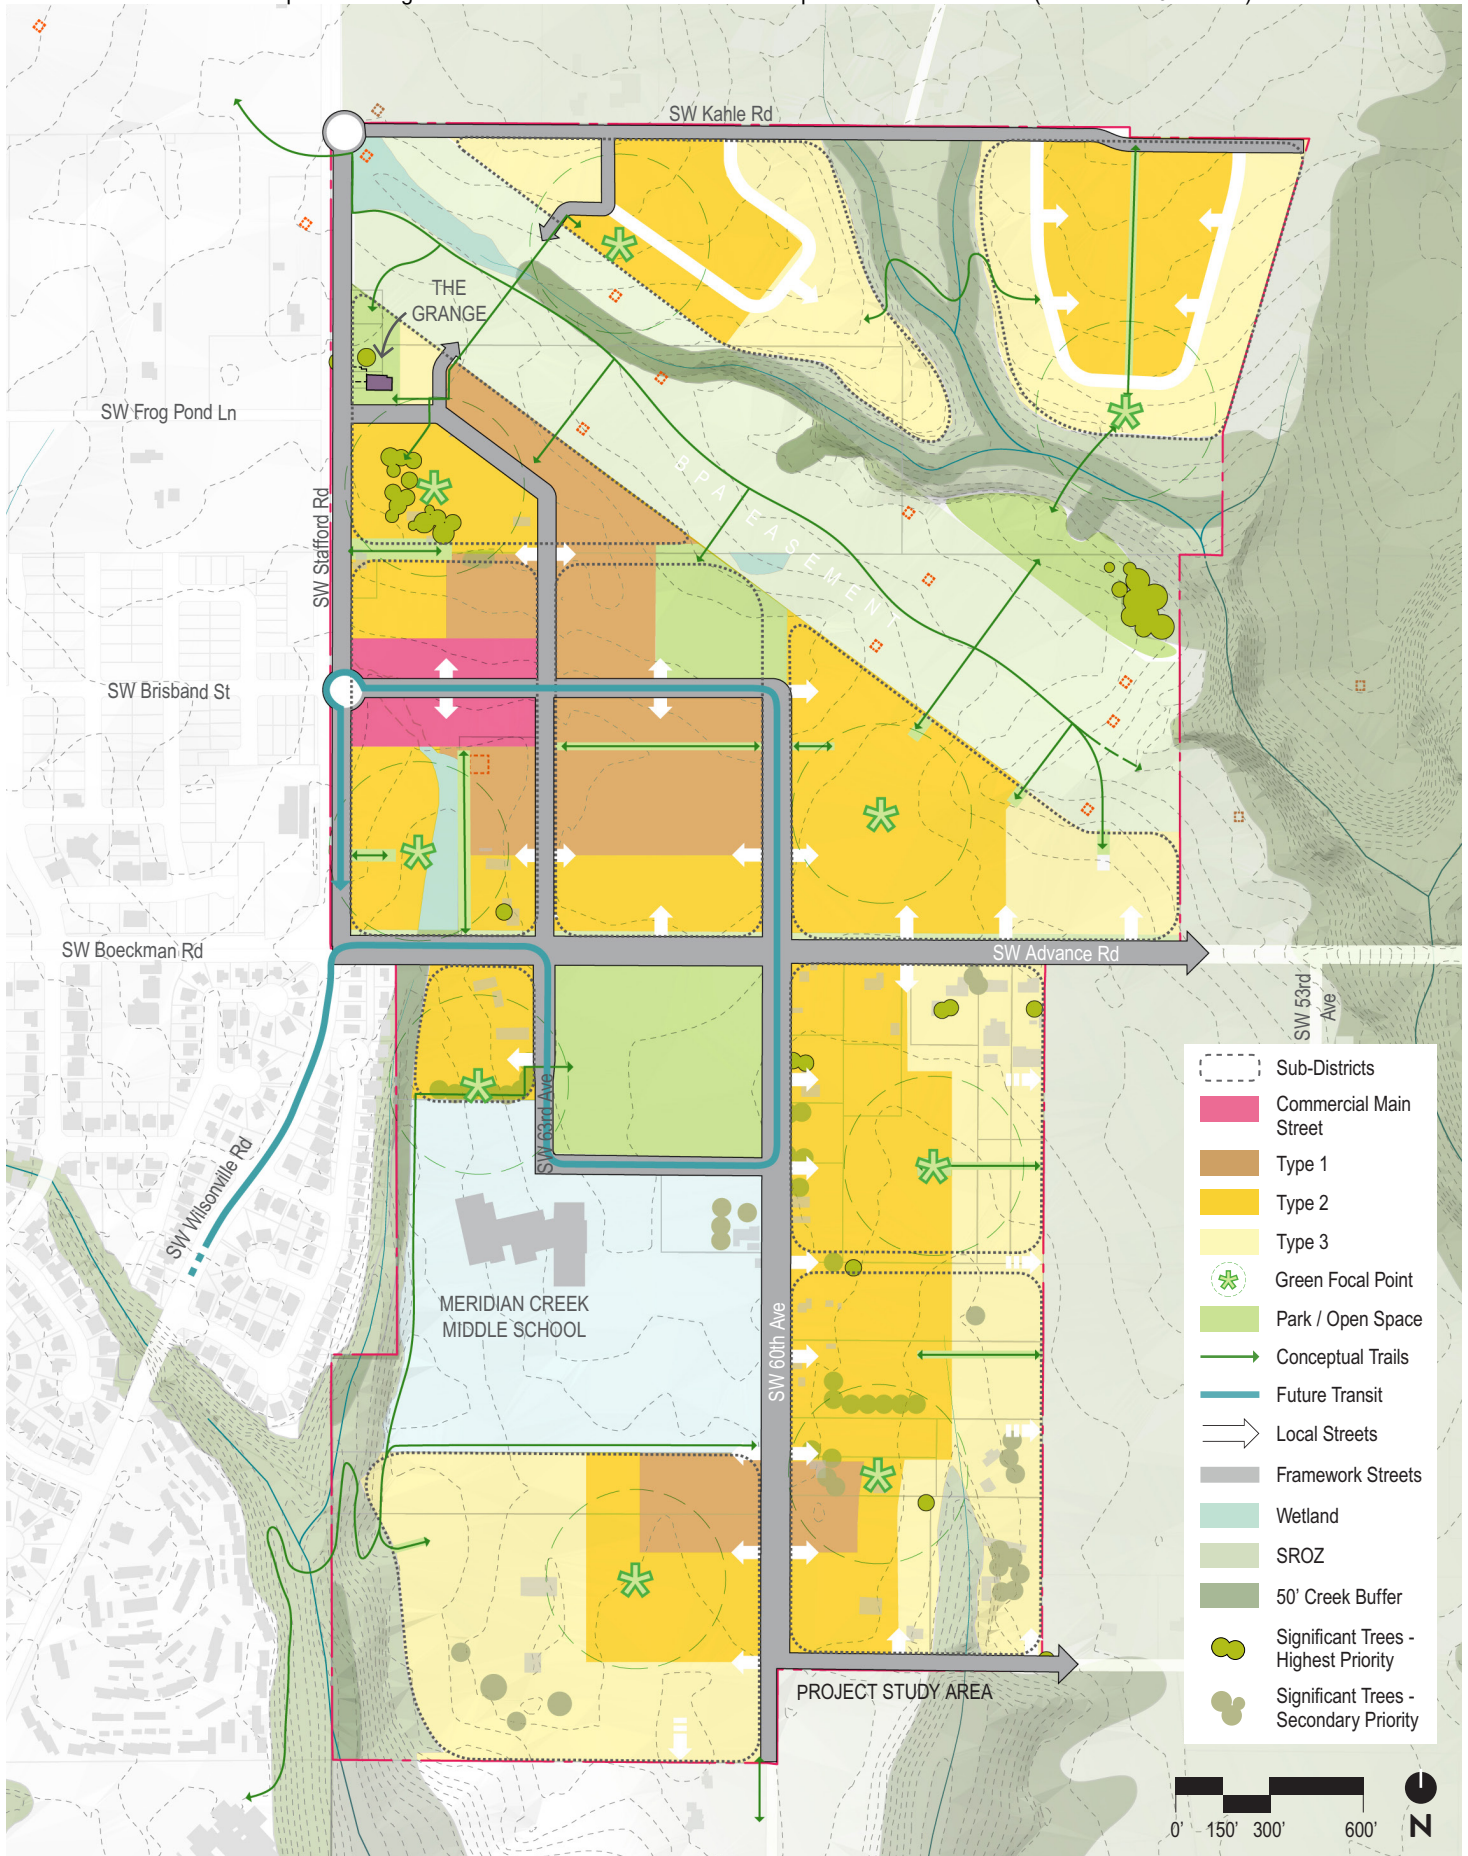 SW Kahle Rd
THE
GRANGE
SW Frog Pond Ln
SW Stafford Rd
BPA EASEMENT
SW Brisband St
SW Boeckman Rd
SW Advance Rd
SW 53rd
Ave
SW 63rd Ave
SW Wilsonville Rd
MERIDIAN CREEK
MIDDLE SCHOOL
SW 60th Ave
PROJECT STUDY AREA
Sub-Districts
Commercial Main
Street
Type 1
Type 2
Type 3
Green Focal Point
Park / Open Space
Conceptual Trails
Future Transit
Local Streets
Framework Streets
Wetland
SROZ
50' Creek Buffer
Significant Trees -
Highest Priority
Significant Trees -
Secondary Priority
0' 150' 300' 600'
N